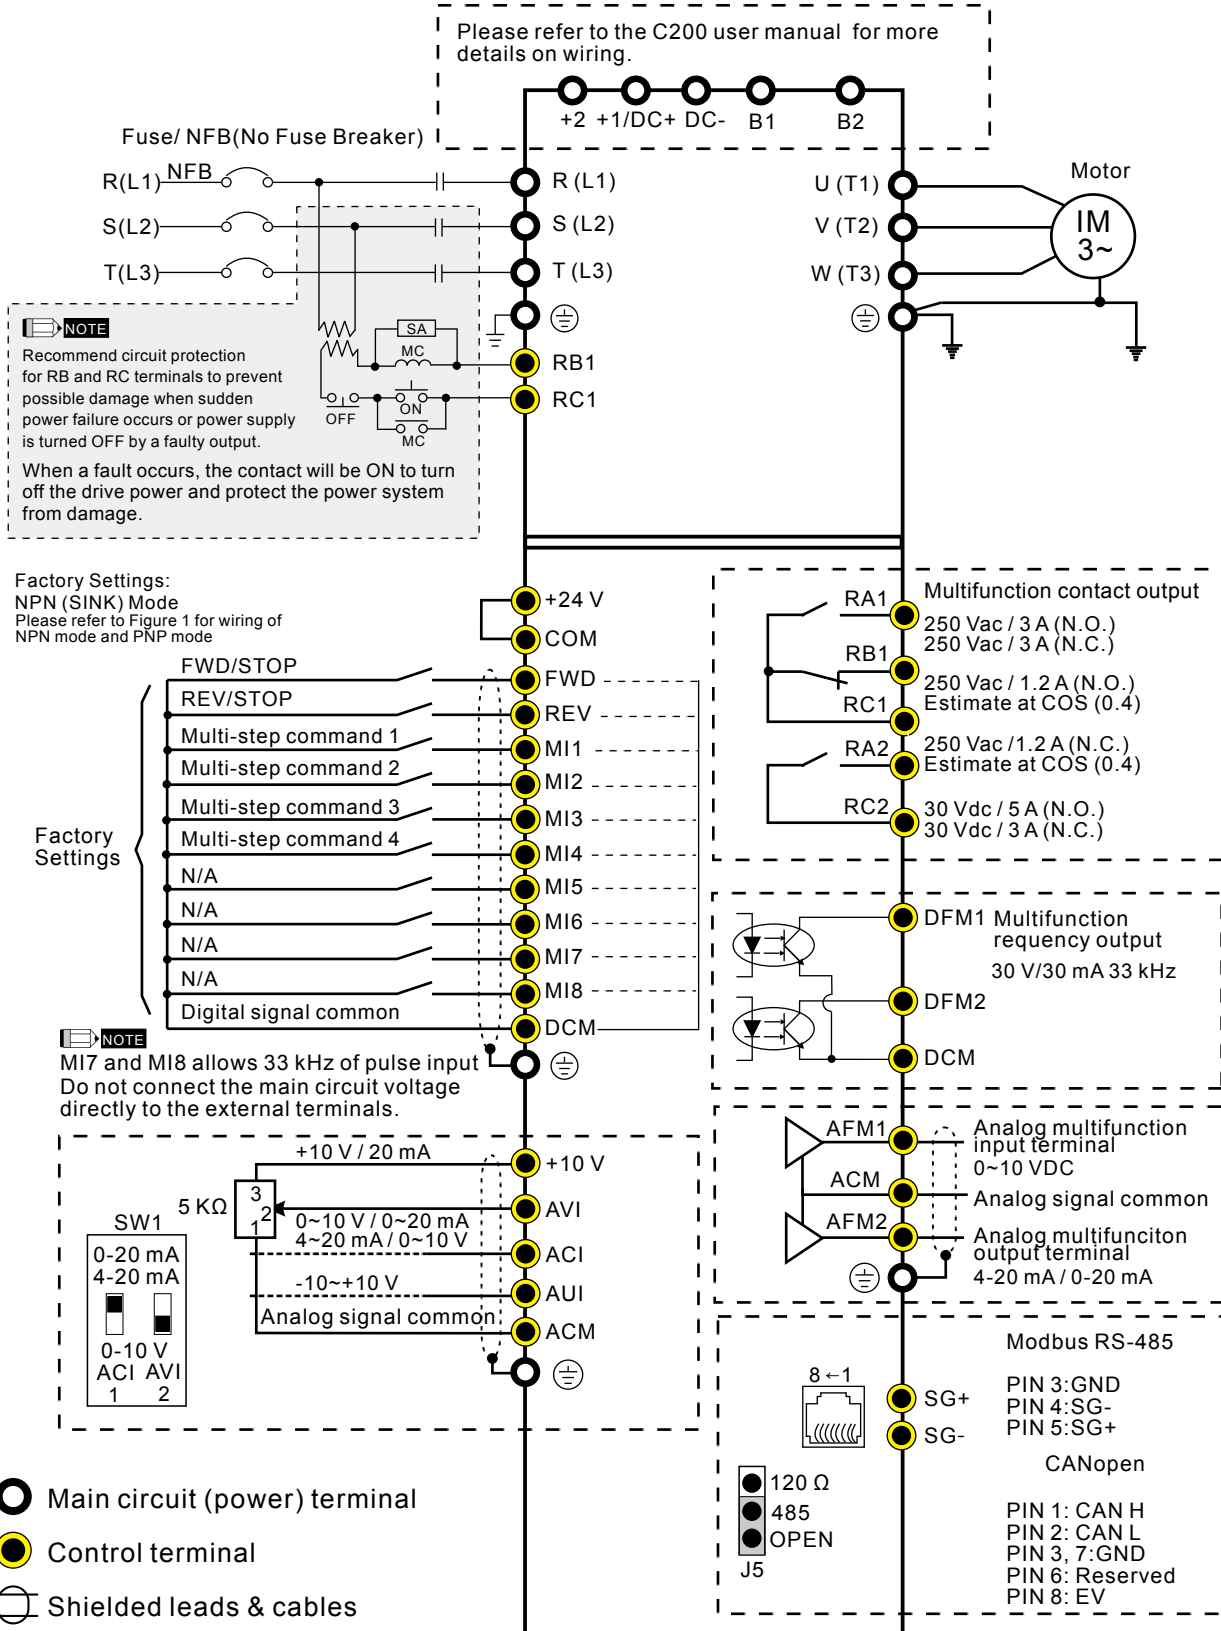 Please refer to the C200 user manual for more
details on wiring.
+2 +1/DC+ DC- B1 B2
Fuse/ NFB(No Fuse Breaker)
R(L1) NFB
S(L2)
T(L3)
R (L1)
S (L2)
T (L3)
RB1
RC1
U (T1)
V (T2)
W (T3)
Motor
IM
3~
SA
MC
OFF
ON
MC
NOTE
Recommend circuit protection
for RB and RC terminals to prevent
possible damage when sudden
power failure occurs or power supply
is turned OFF by a faulty output.
When a fault occurs, the contact will be ON to turn
off the drive power and protect the power system
from damage.
Factory Settings:
NPN (SINK) Mode
Please refer to Figure 1 for wiring of
NPN mode and PNP mode
Factory
Settings
FWD/STOP
REV/STOP
Multi-step command 1
Multi-step command 2
Multi-step command 3
Multi-step command 4
N/A
N/A
N/A
N/A
Digital signal common
+24 V
COM
FWD
REV
MI1
MI2
MI3
MI4
MI5
MI6
MI7
MI8
DCM
NOTE
MI7 and MI8 allows 33 kHz of pulse input
Do not connect the main circuit voltage
directly to the external terminals.
RA1
RB1
RC1
RA2
RC2
Multifunction contact output
250 Vac / 3 A (N.O.)
250 Vac / 3 A (N.C.)
250 Vac / 1.2 A (N.O.)
Estimate at COS (0.4)
250 Vac /1.2 A (N.C.)
Estimate at COS (0.4)
30 Vdc / 5 A (N.O.)
30 Vdc / 3 A (N.C.)
DFM1 Multifunction
requency output
30 V/30 mA 33 kHz
DFM2
DCM
+10 V / 20 mA
5 KΩ
3
2
1
0~10 V / 0~20 mA
4~20 mA / 0~10 V
-10~+10 V
Analog signal common
+10 V
AVI
ACI
AUI
ACM
SW1
0-20 mA
4-20 mA
0-10 V
ACI AVI
1 2
AFM1
ACM
AFM2
Analog multifunction
input terminal
0~10 VDC
Analog signal common
Analog multifunciton
output terminal
4-20 mA / 0-20 mA
8←1
SG+
SG-
Modbus RS-485
PIN 3:GND
PIN 4:SG-
PIN 5:SG+
CANopen
PIN 1: CAN H
PIN 2: CAN L
PIN 3, 7:GND
PIN 6: Reserved
PIN 8: EV
120 Ω
485
OPEN
J5
Main circuit (power) terminal
Control terminal
Shielded leads & cables